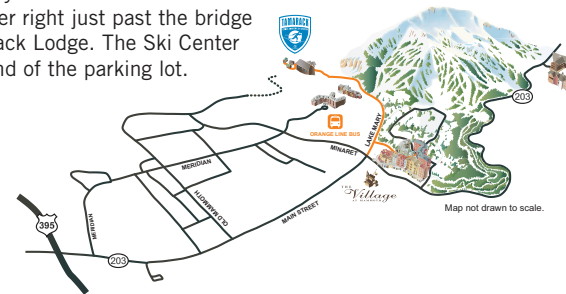 er right just past the bridge
ack Lodge. The Ski Center
nd of the parking lot.
TAMARACK
203
ORANGE LINE BUS
LAKE MARY
MINARET
MERIDIAN
THE
Village
OLD MAMMOTH
MAIN STREET
Map not drawn to scale.
MERIDIAN
395
203